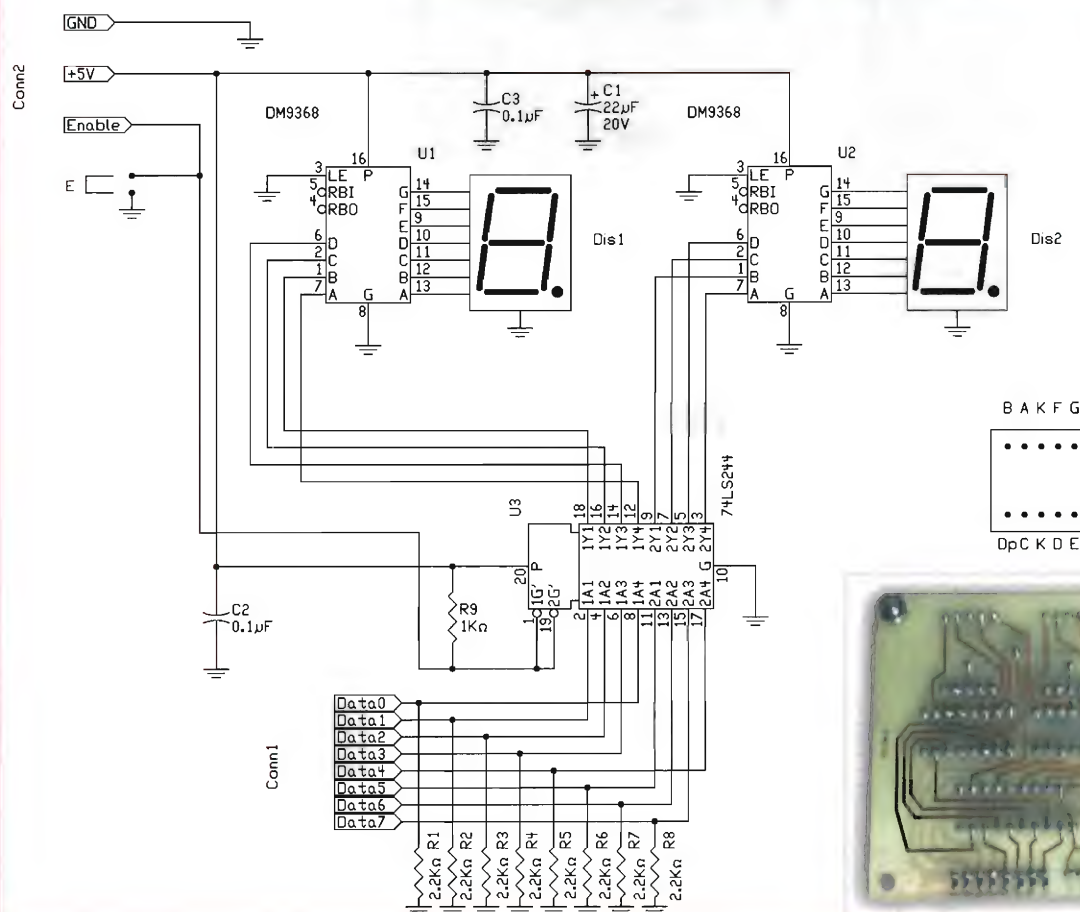 Conn2
GND
+5V
Enable
E
DM9368
U1
16
3 LE P
5 RBI
4 RBO
6 D
2 C
1 B
7 A G
8
G 14
F 15
E 9
D 10
C 11
B 12
A 13
Dis1
C3
0.1µF
+ C1
22µF
20V
DM9368
U2
16
3 LE P
5 RBI
4 RBO
6 D
2 C
1 B
7 A G
8
G 14
F 15
E 9
D 10
C 11
B 12
A 13
Dis2
B A K F G
DpC K D E
U3
74LS244
18 16 14 12 9 7 5 3
1Y1 1Y2 1Y3 1Y4 2Y1 2Y2 2Y3 2Y4
20 P
G 10
1G' 2G'
1 19
1A1 1A2 1A3 1A4 2A1 2A2 2A3 2A4
2 4 6 8 11 13 15 17
R9
1KΩ
C2
0.1µF
Conn1
Data0
Data1
Data2
Data3
Data4
Data5
Data6
Data7
2.2KΩ R1
2.2KΩ R2
2.2KΩ R3
2.2KΩ R4
2.2KΩ R5
2.2KΩ R6
2.2KΩ R7
2.2KΩ R8